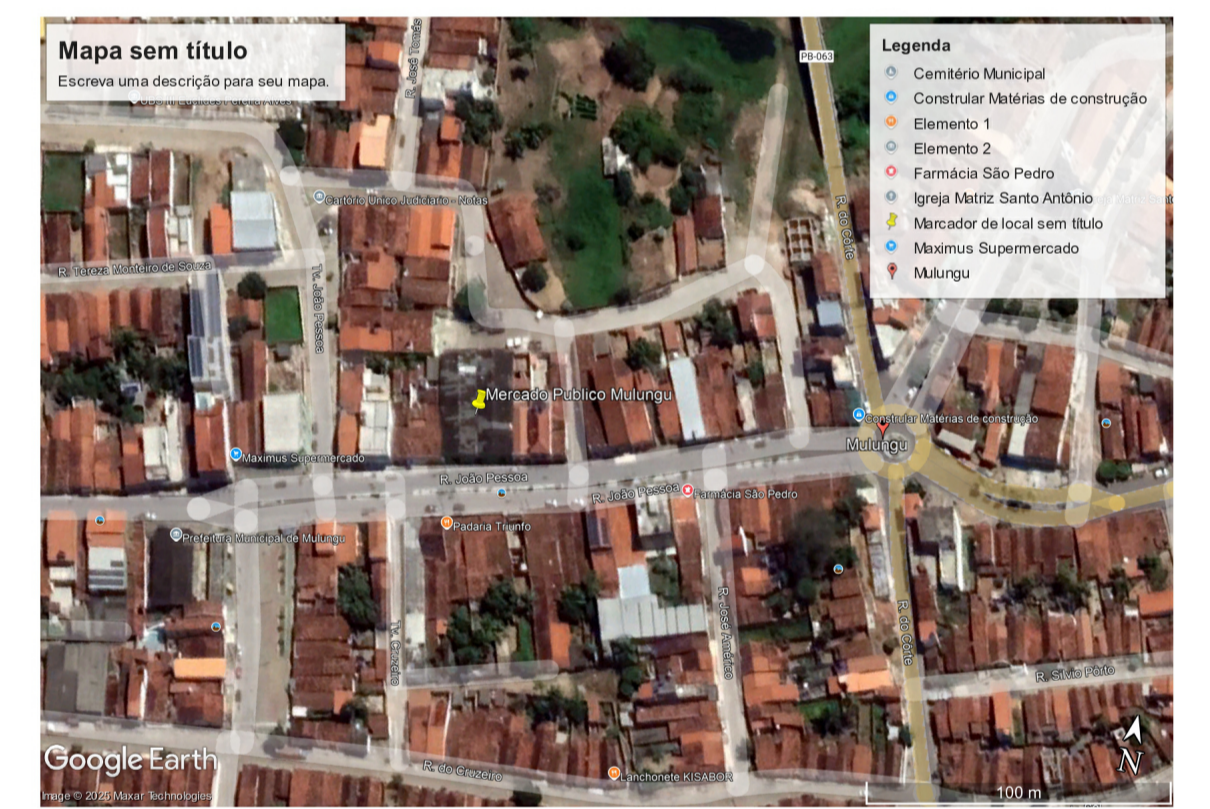 Mapa sem título
Escreva uma descrição para seu mapa.
R. José Tomás
PB-063
Legenda
Cemitério Municipal
Constrular Matérias de construção
Elemento 1
Elemento 2
Farmácia São Pedro
Igreja Matriz Santo Antônio
Marcador de local sem título
Maximus Supermercado
Mulungu
Cartório Único Judiciário - Notas
R. do Côrte
R. Tereza Monteiro de Souza
Tv. João Pessoa
Mercado Publico Mulungu
Constrular Matérias de construção
Mulungu
Maximus Supermercado
R. João Pessoa
R. João Pessoa
Farmácia São Pedro
Padaria Triunfo
Prefeitura Municipal de Mulungu
R. José Américo
R. do Côrte
Tv. Cruzeiro
R. Silvio Pôrto
Google Earth
R. do Cruzeiro
Lanchonete KISABOR
N
100 m
Image © 2025 Maxar Technologies